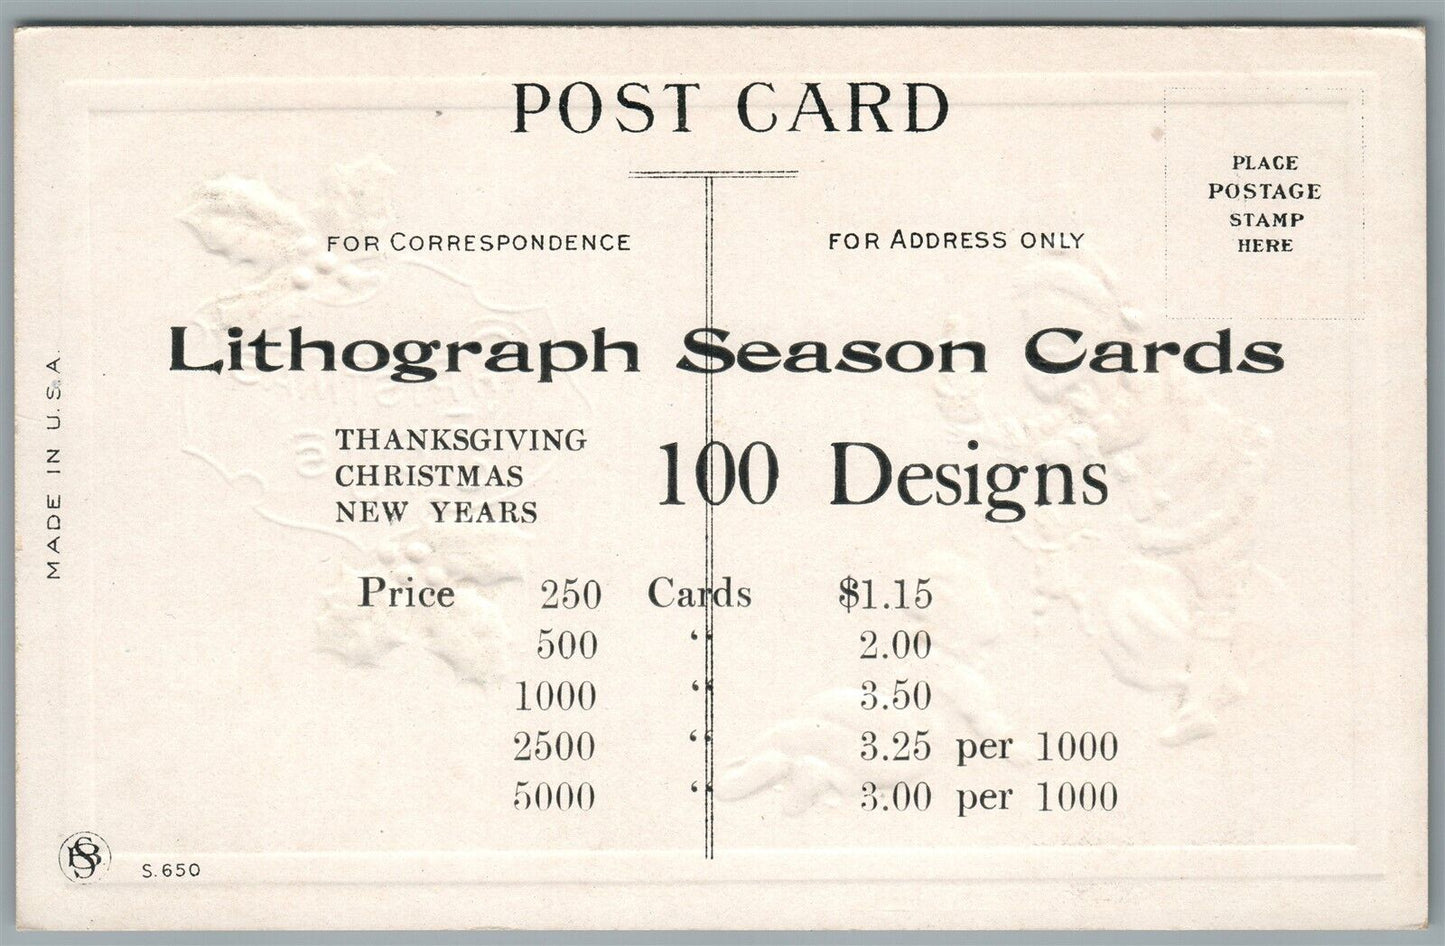 POST CARD
PLACE
POSTAGE
STAMP
HERE
FOR CORRESPONDENCE
FOR ADDRESS ONLY
Lithograph Season Cards
THANKSGIVING
CHRISTMAS
NEW YEARS
100 Designs
Price 250 Cards $1.15
500 “ 2.00
1000 “ 3.50
2500 “ 3.25 per 1000
5000 “ 3.00 per 1000
MADE IN U.S.A.
S.650